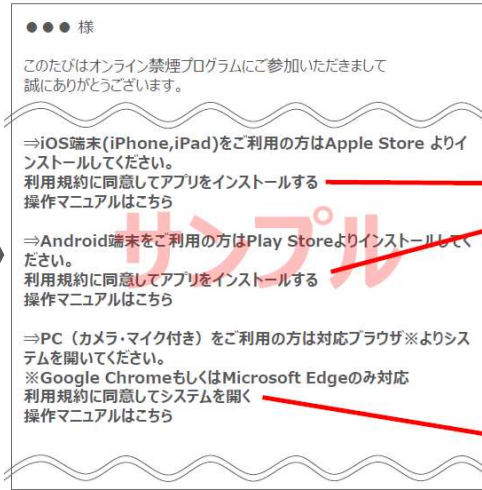 ●●● 様
このたびはオンライン禁煙プログラムにご参加いただきまして
誠にありがとうございます。
⇒iOS端末(iPhone,iPad)をご利用の方はApple Store よりイ
ンストールしてください。
利用規約に同意してアプリをインストールする
操作マニュアルはこちら
⇒Android端末をご利用の方はPlay Storeよりインストールしてく
ださい。
利用規約に同意してアプリをインストールする
操作マニュアルはこちら
サンプル
⇒PC（カメラ・マイク付き）をご利用の方は対応ブラウザ※よりシス
テムを開いてください。
※Google ChromeもしくはMicrosoft Edgeのみ対応
利用規約に同意してシステムを開く
操作マニュアルはこちら